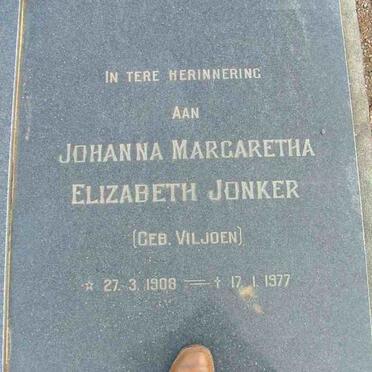 IN TERE HERINNERING
AAN
JOHANNA MARGARETHA
ELIZABETH JONKER
(GEB. VILJOEN)
☆ 27. 3. 1908 = † 17. 1. 1977